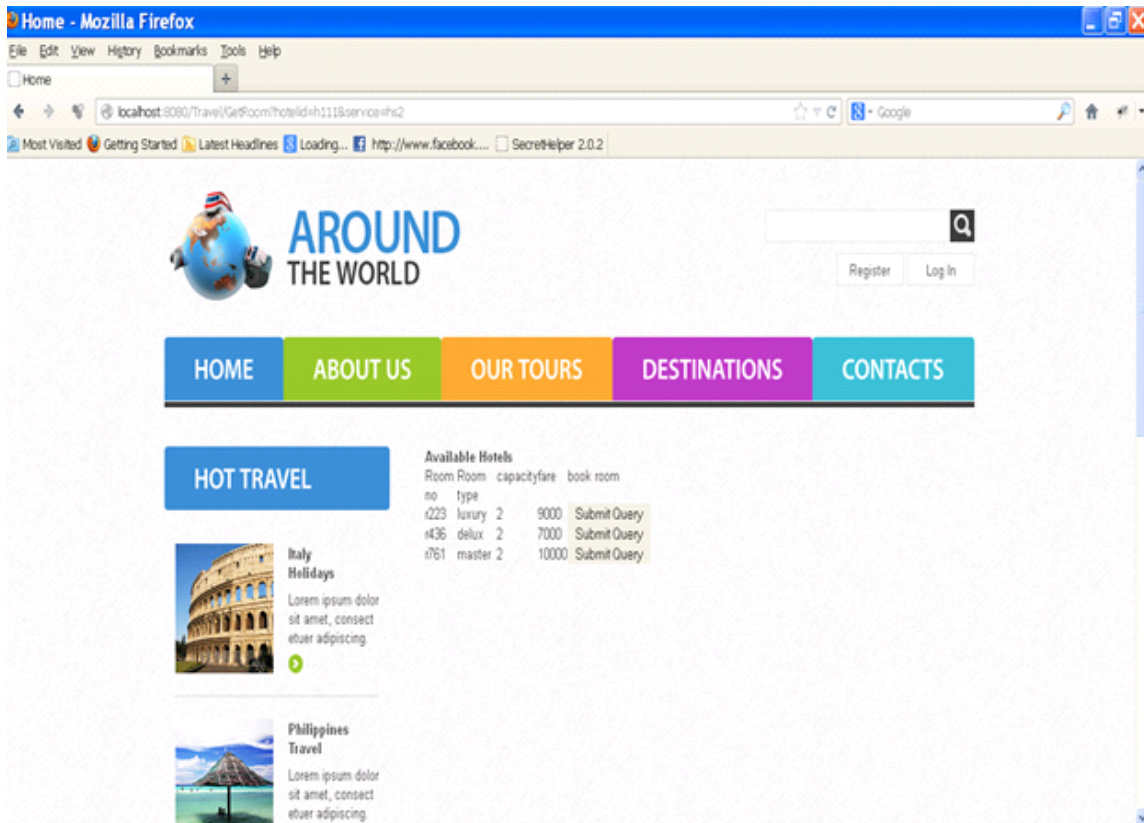 Home - Mozilla Firefox
File Edit View History Bookmarks Tools Help
Home
localhost:8080/Travel/GetRoom?hotelid=h111&service=hs2
Google
Most Visited Getting Started Latest Headlines Loading... http://www.facebook.... SecretHelper 2.0.2
AROUND
THE WORLD
Register Log In
HOME ABOUT US OUR TOURS DESTINATIONS CONTACTS
HOT TRAVEL
Available Hotels
Room Room capacityfare book room
no type
r223 luxury 2 9000 Submit Query
r436 delux 2 7000 Submit Query
r761 master 2 10000 Submit Query
Italy
Holidays
Lorem ipsum dolor
sit amet, consect
etuer adipiscing.
Philippines
Travel
Lorem ipsum dolor
sit amet, consect
etuer adipiscing.